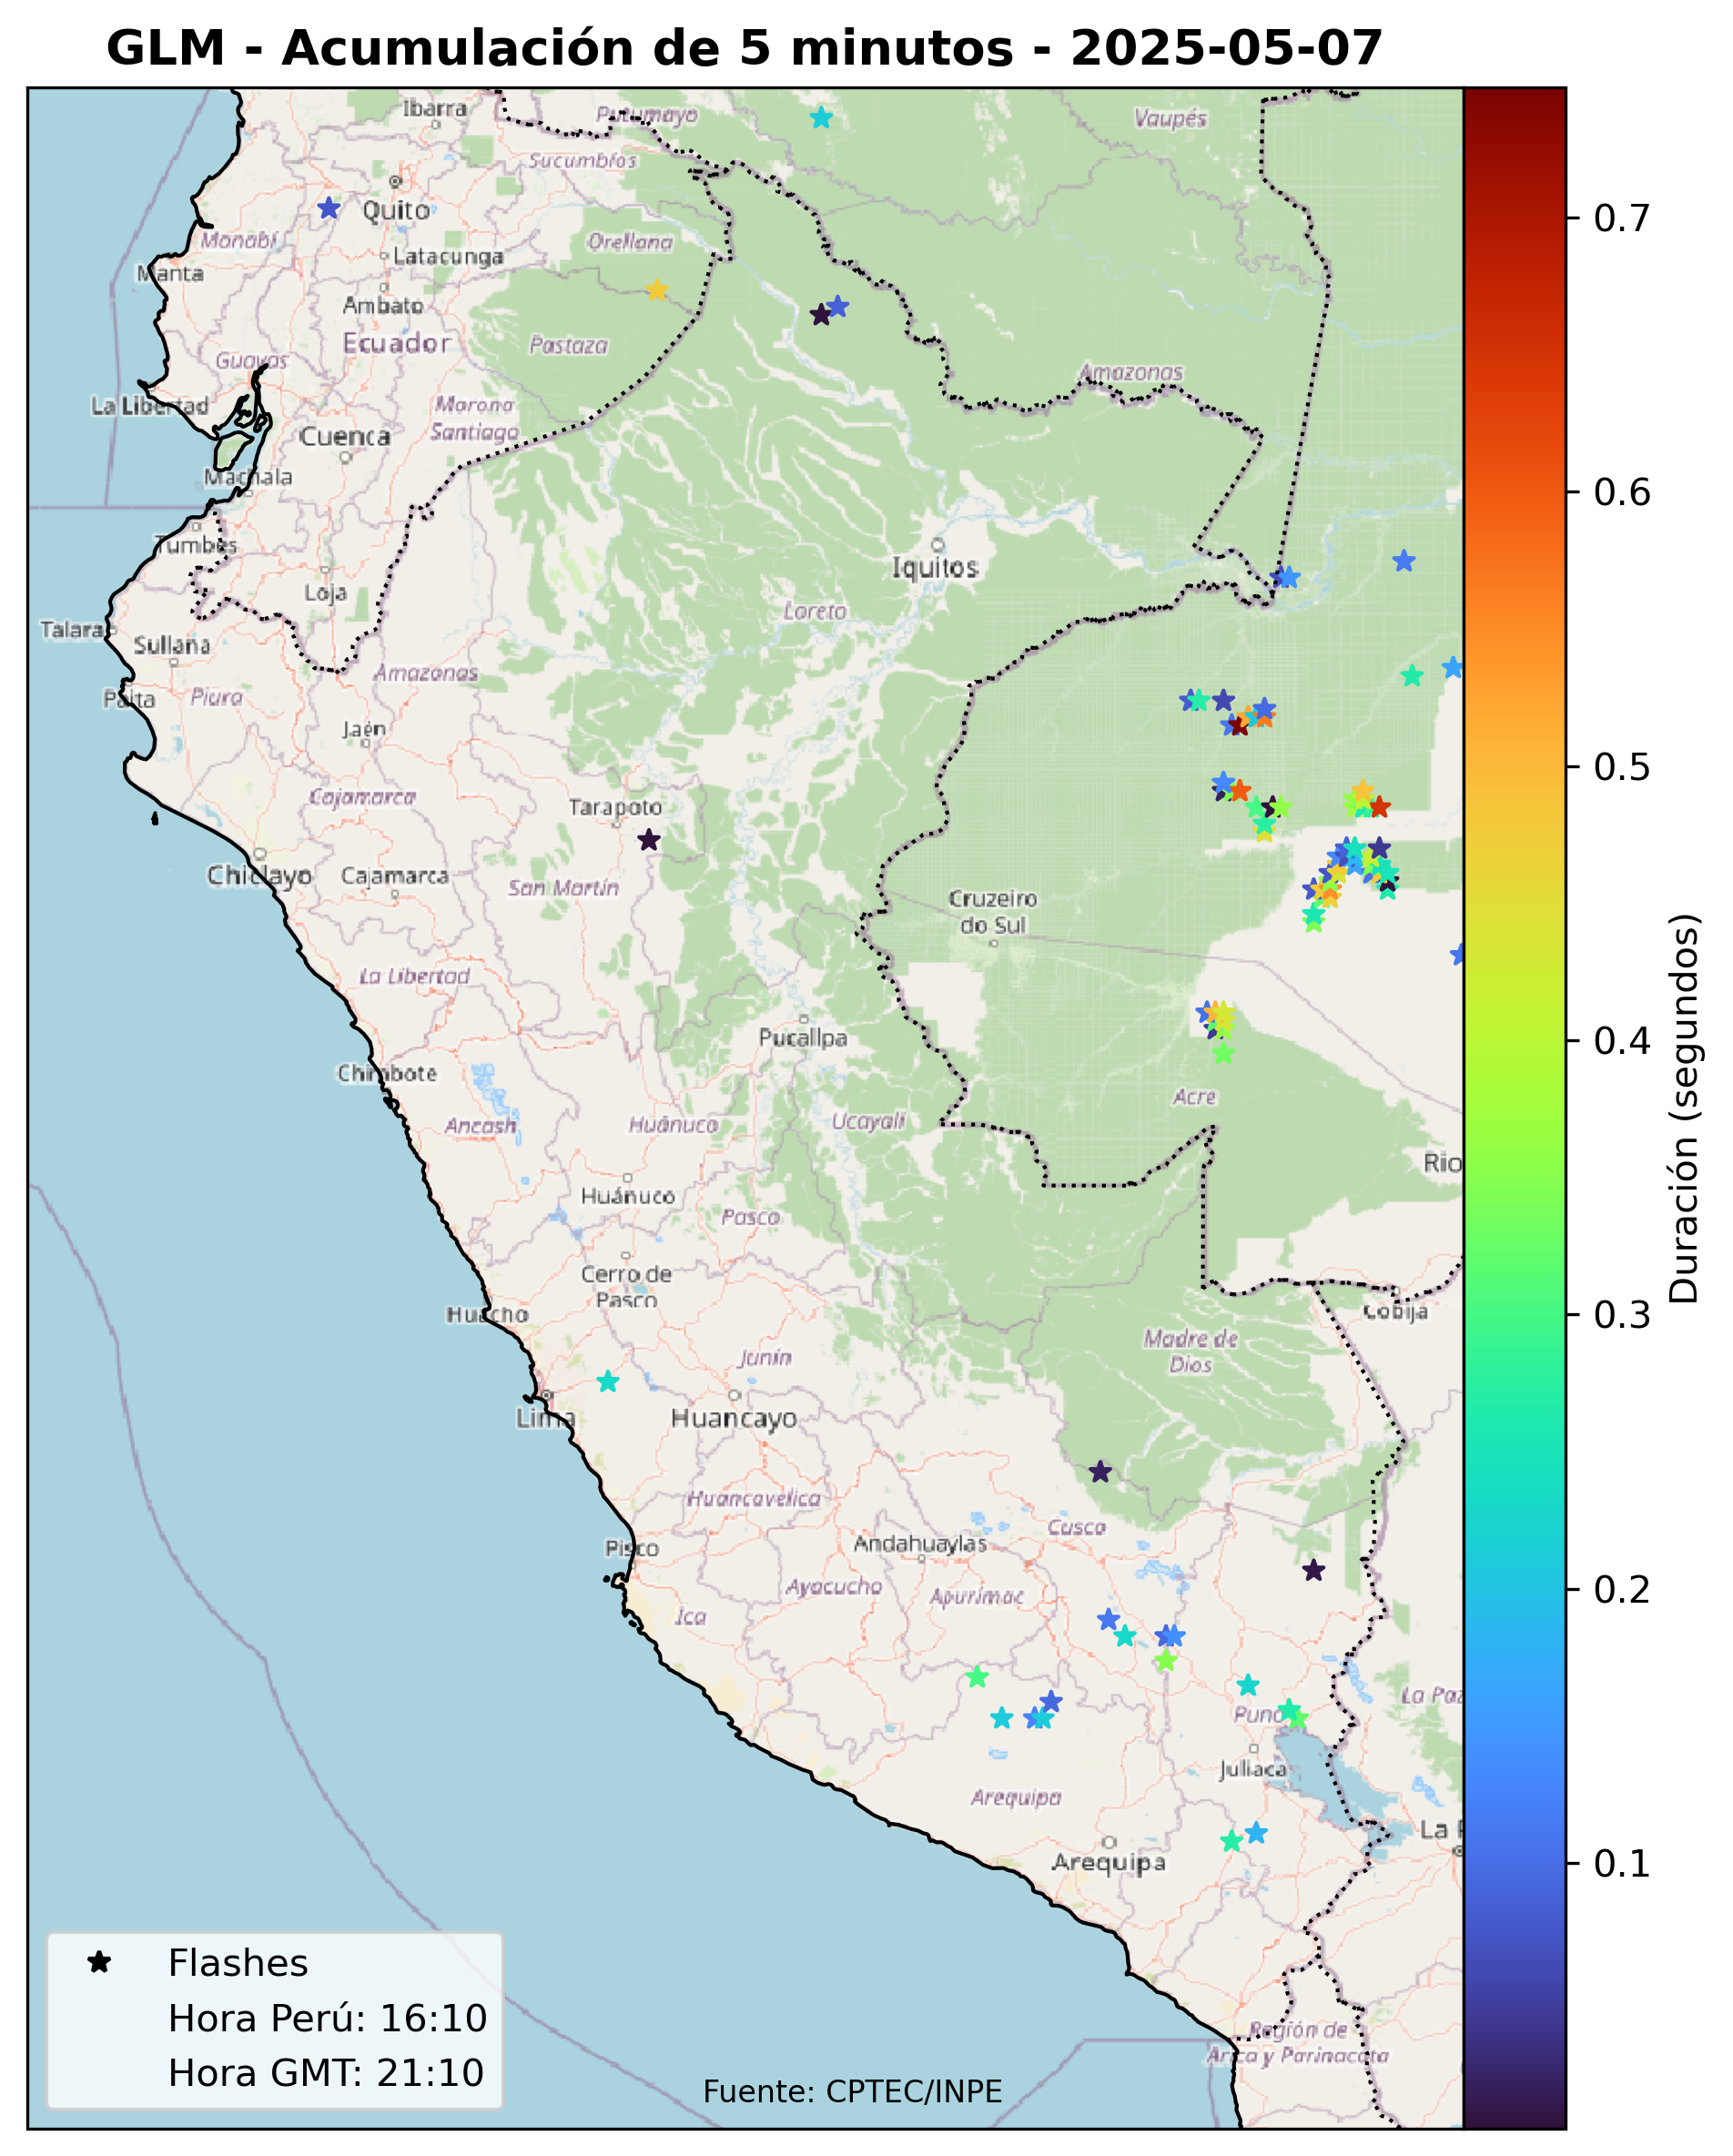 GLM - Acumulación de 5 minutos - 2025-05-07
Ibarra
Putumayo
Vaupés
Sucumbíos
Quito
Manabí
Orellana
Latacunga
Manta
Ambato
Ecuador
Pastaza
Guayas
Amazonas
La Libertad
Morona
Santiago
Cuenca
Machala
Tumbes
Iquitos
Loja
Loreto
Talara
Sullana
Amazonas
Paita
Piura
Jaén
Cajamarca
Tarapoto
Chiclayo
Cajamarca
San Martín
Cruzeiro
do Sul
La Libertad
Pucallpa
Chimbote
Acre
Ancash
Huánuco
Ucayali
Rio
Huánuco
Pasco
Cerro de
Pasco
Huacho
Cobija
Madre de
Dios
Junín
Lima
Huancayo
Huancavelica
Cusco
Pisco
Andahuaylas
Ayacucho
Apurímac
Ica
La Paz
Puno
Juliaca
Arequipa
La P
Arequipa
Región de
Arica y Parinacota
Flashes
Hora Perú: 16:10
Hora GMT: 21:10
Fuente: CPTEC/INPE
0.7
0.6
0.5
0.4
0.3
0.2
0.1
Duración (segundos)